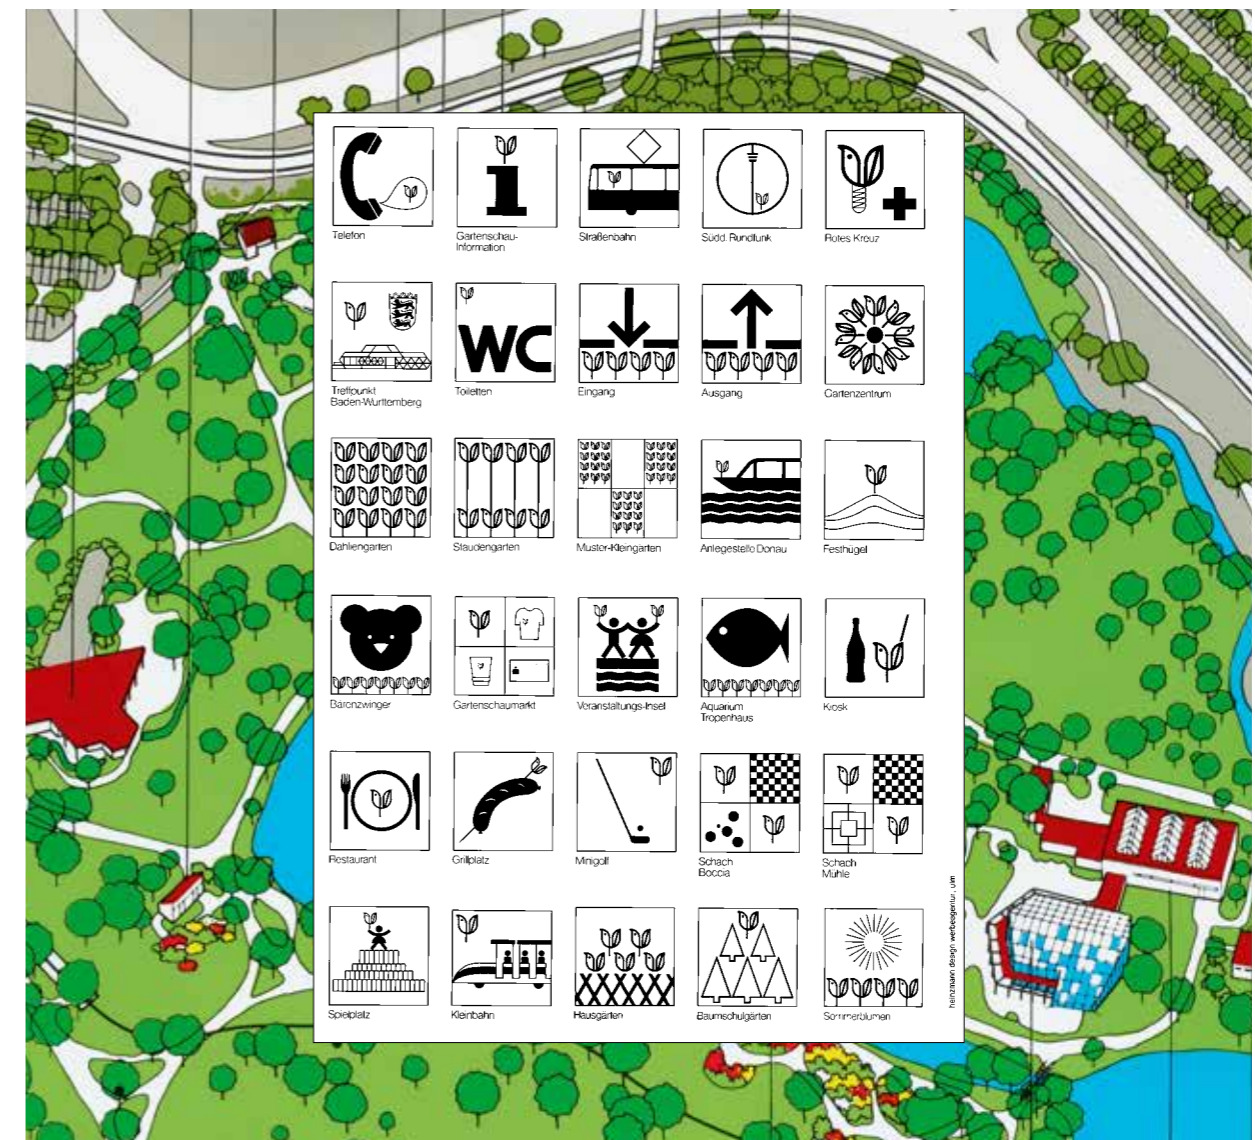 Telefon
Gartenschau-
Information
Straßenbahn
Südd. Rundfunk
Rotes Kreuz
Treffpunkt
Baden-Württemberg
WC
Toiletten
Eingang
Ausgang
Gartenzentrum
Dahliengarten
Staudengarten
Muster-Kleingärten
Anlegestelle Donau
Festhügel
Bärenzwinger
Gartenschaumarkt
Veranstaltungs-Insel
Aquarium
Tropenhaus
Kiosk
Restaurant
Grillplatz
Minigolf
Schach
Boccia
Schach
Mühle
Spielplatz
Kleinbahn
Hausgärten
Baumschulgärten
Sommerblumen
heinzmann design werbeagentur, ulm